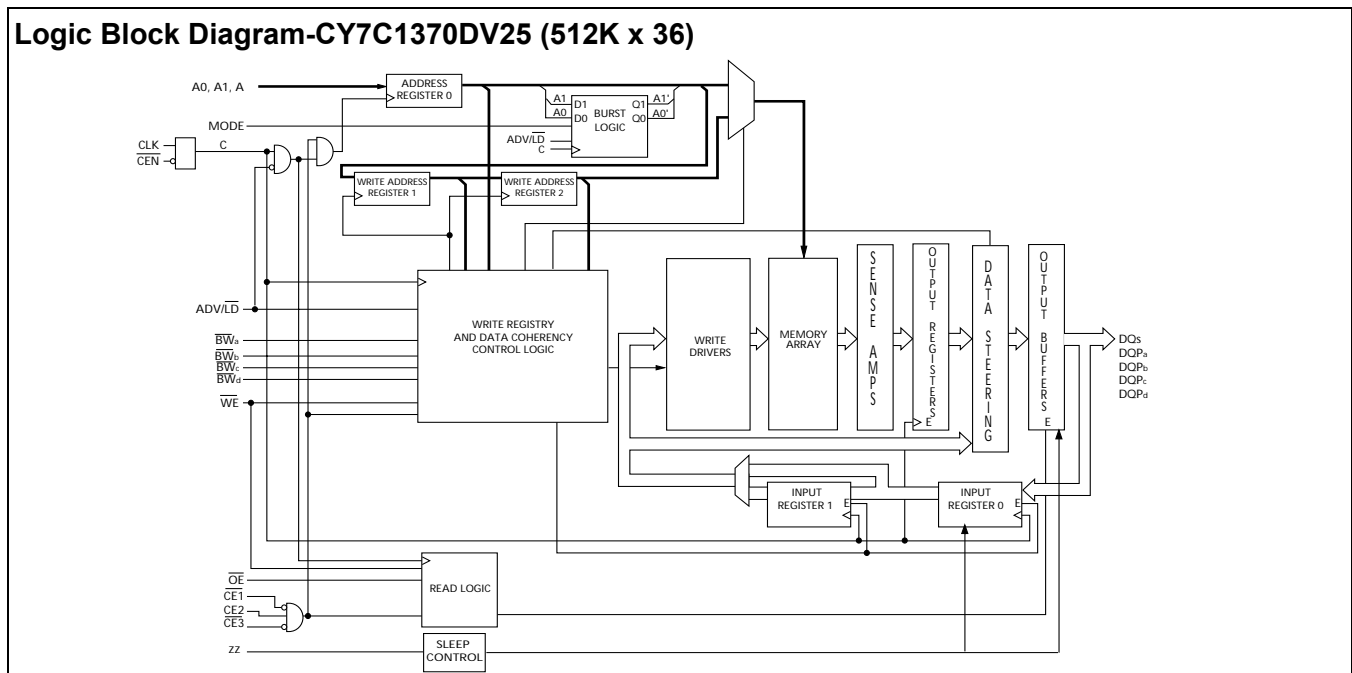 Logic Block Diagram-CY7C1370DV25 (512K x 36)
A0, A1, A
ADDRESS
REGISTER 0
A1
A0
D1
D0
BURST
LOGIC
Q1
Q0
A1'
A0'
MODE
ADV/LD
C
CLK
CEN
C
WRITE ADDRESS
REGISTER 1
WRITE ADDRESS
REGISTER 2
ADV/LD
BWa
BWb
BWc
BWd
WE
WRITE REGISTRY
AND DATA COHERENCY
CONTROL LOGIC
WRITE
DRIVERS
MEMORY
ARRAY
SENSE AMPS
OUTPUT REGISTERS
E
DATA STEERING
OUTPUT BUFFERS
E
DQs
DQPa
DQPb
DQPc
DQPd
INPUT
REGISTER 1
E
INPUT
REGISTER 0
E
OE
CE1
CE2
CE3
READ LOGIC
ZZ
SLEEP
CONTROL